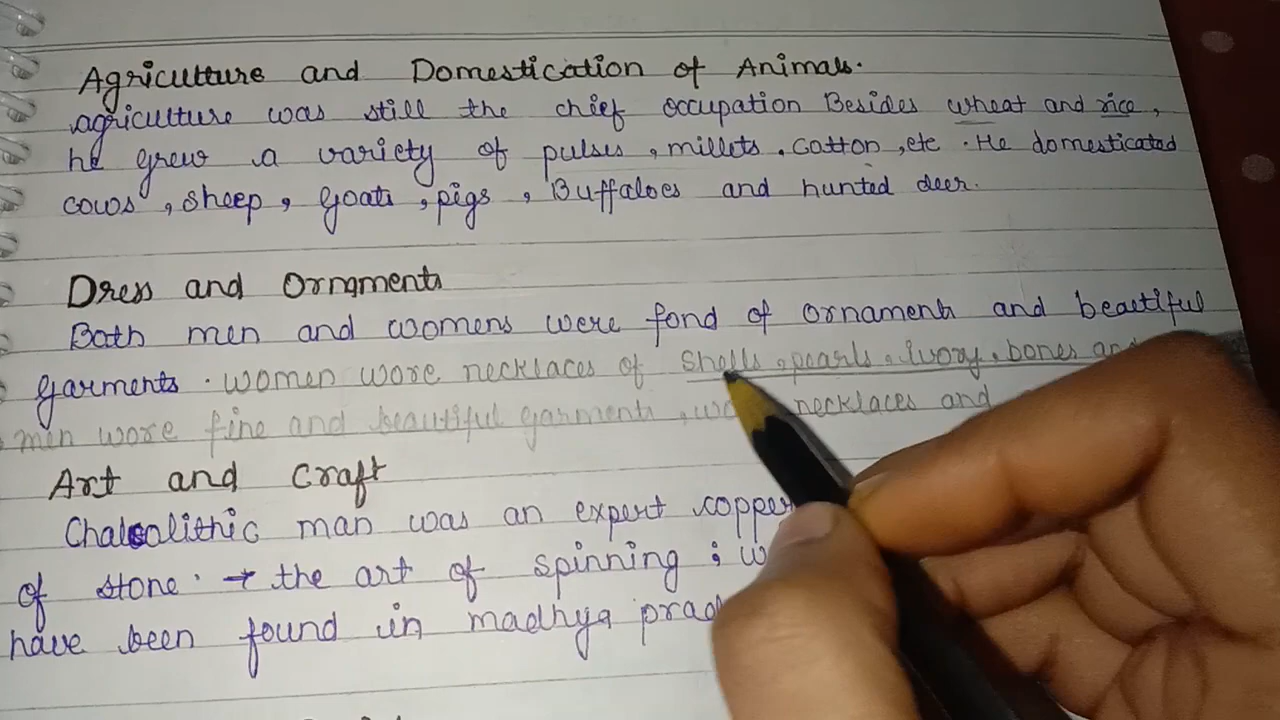 Agriculture and Domestication of Animals.
agriculture was still the chief occupation Besides wheat and rice,
he grew a variety of pulses, millets, cotton, etc. He domesticated
cows, sheep, goats, pigs, Buffaloes and hunted deer.
Dress and Ornaments
Both men and womens were fond of ornaments and beautiful
garments. women wore necklaces of shells, pearls, ivory, bones and
men wore fine and beautiful garments, necklaces and
Art and Craft
Chalcolithic man was an expert copper
of stone. → the art of spinning;
have been found in madhya